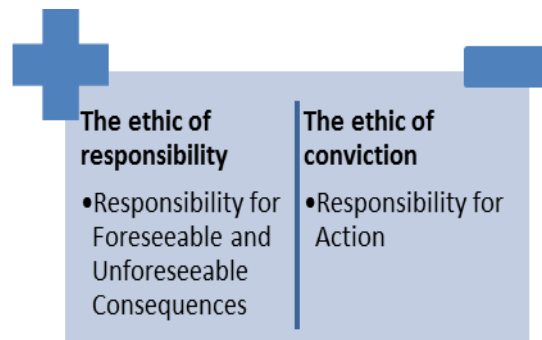 The ethic of
responsibility
•Responsibility for
Foreseeable and
Unforeseeable
Consequences
The ethic of
conviction
•Responsibility for
Action